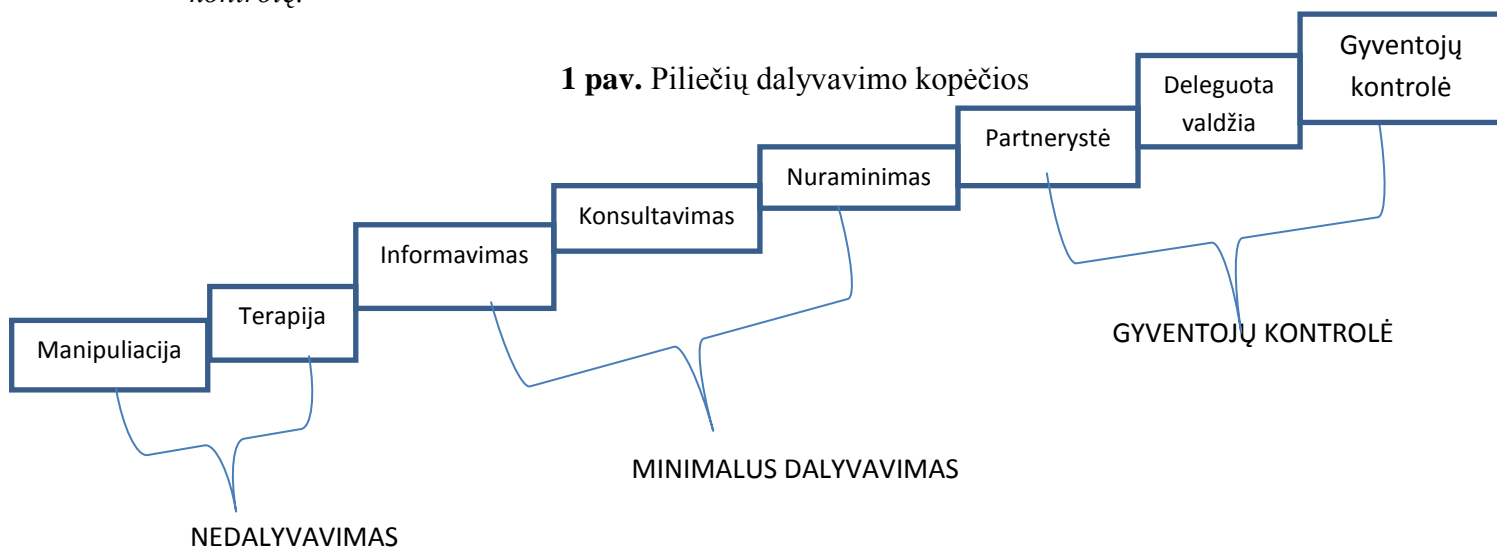 kontrolę.
1 pav. Piliečių dalyvavimo kopėčios
Gyventojų
kontrolė
Deleguota
valdžia
Partnerystė
Nuraminimas
Konsultavimas
Informavimas
Terapija
Manipuliacija
GYVENTOJŲ KONTROLĖ
MINIMALUS DALYVAVIMAS
NEDALYVAVIMAS